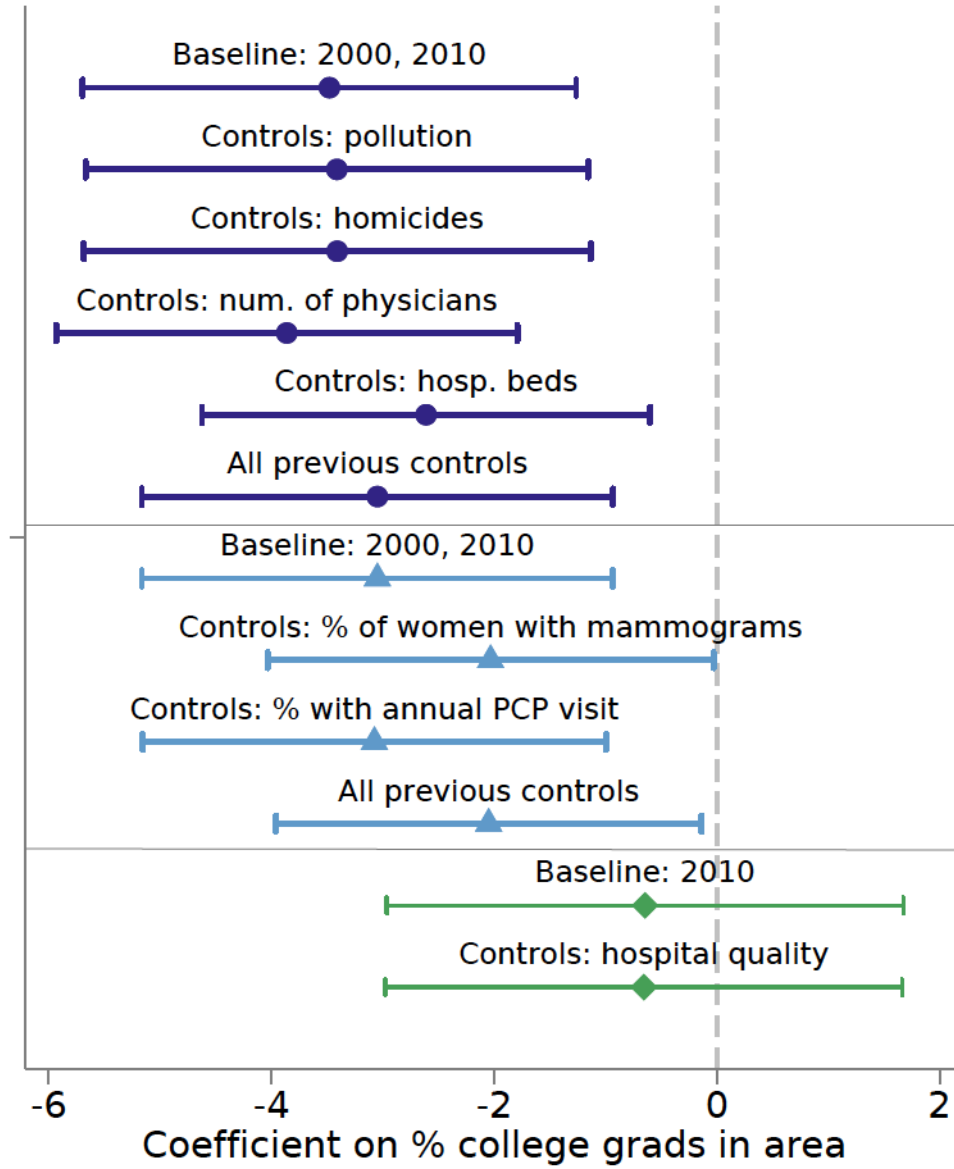 Baseline: 2000, 2010
Controls: pollution
Controls: homicides
Controls: num. of physicians
Controls: hosp. beds
All previous controls
Baseline: 2000, 2010
Controls: % of women with mammograms
Controls: % with annual PCP visit
All previous controls
Baseline: 2010
Controls: hospital quality
-6 -4 -2 0 2
Coefficient on % college grads in area